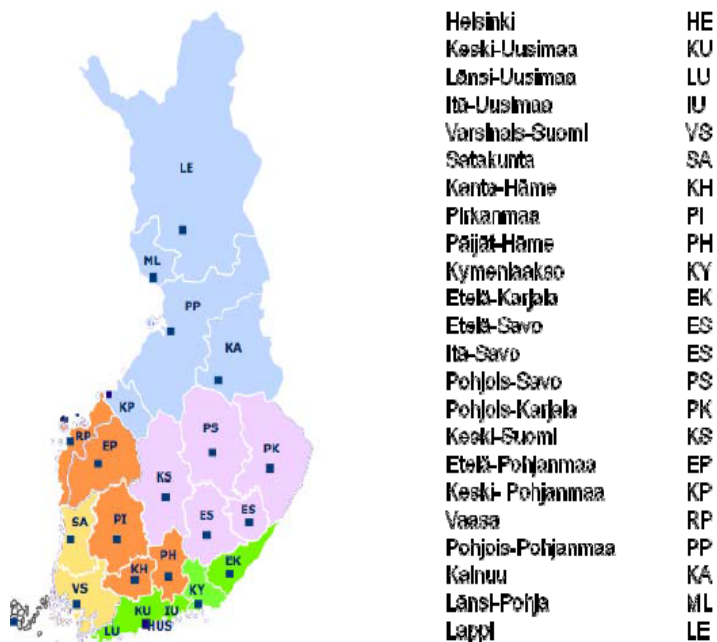 Helsinki HE
Keski-Uusimaa KU
Länsi-Uusimaa LU
Itä-Uusimaa IU
Varsinais-Suomi VS
Satakunta SA
Kanta-Häme KH
Pirkanmaa PI
Päijät-Häme PH
Kymenlaakso KY
Etelä-Karjala EK
Etelä-Savo ES
Itä-Savo ES
Pohjois-Savo PS
Pohjois-Karjala PK
Keski-Suomi KS
Etelä-Pohjanmaa EP
Keski- Pohjanmaa KP
Vaasa RP
Pohjois-Pohjanmaa PP
Kainuu KA
Länsi-Pohja ML
Lappi LE
LE
ML
PP
KA
KP
RP
EP
PS
PK
KS
SA
PI
ES
ES
PH
KH
EK
VS
KY
KU
IU
LU
HUS